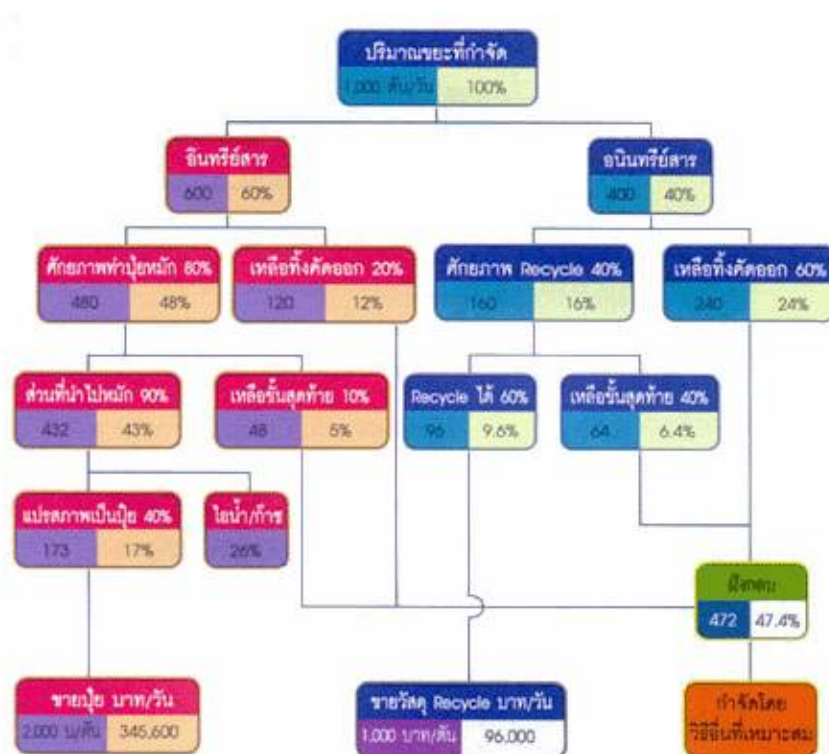 ปริมาณขยะที่กำจัด
1,000 ตัน/วัน 100%
อินทรีย์สาร
600 60%
อนินทรีย์สาร
400 40%
ศักยภาพทำปุ๋ยหมัก 80%
480 48%
เหลือทิ้งคัดออก 20%
120 12%
ศักยภาพ Recycle 40%
160 16%
เหลือทิ้งคัดออก 60%
240 24%
ส่วนที่นำไปหมัก 90%
432 43%
เหลือขั้นสุดท้าย 10%
48 5%
Recycle ได้ 60%
96 9.6%
เหลือขั้นสุดท้าย 40%
64 6.4%
แปรสภาพเป็นปุ๋ย 40%
173 17%
ไอน้ำ/ก๊าซ
26%
ฝังกลบ
472 47.4%
ขายปุ๋ย บาท/วัน
2,000 บ/ตัน 345,600
ขายวัสดุ Recycle บาท/วัน
1,000 บาท/ตัน 96,000
กำจัดโดย
วิธีอื่นที่เหมาะสม